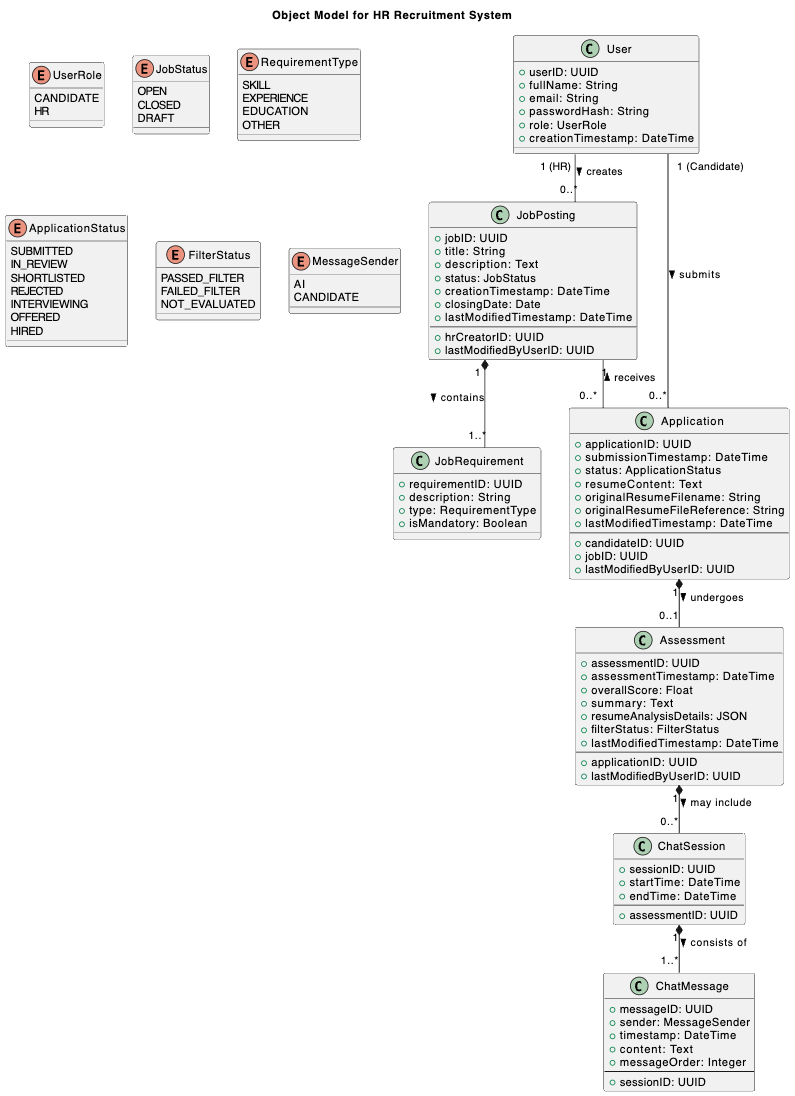 Object Model for HR Recruitment System
E UserRole
CANDIDATE
HR
E JobStatus
OPEN
CLOSED
DRAFT
E RequirementType
SKILL
EXPERIENCE
EDUCATION
OTHER
C User
userID: UUID
fullName: String
email: String
passwordHash: String
role: UserRole
creationTimestamp: DateTime
1 (HR)
creates
0..*
1 (Candidate)
submits
0..*
E ApplicationStatus
SUBMITTED
IN_REVIEW
SHORTLISTED
REJECTED
INTERVIEWING
OFFERED
HIRED
E FilterStatus
PASSED_FILTER
FAILED_FILTER
NOT_EVALUATED
E MessageSender
AI
CANDIDATE
C JobPosting
jobID: UUID
title: String
description: Text
status: JobStatus
creationTimestamp: DateTime
closingDate: Date
lastModifiedTimestamp: DateTime
hrCreatorID: UUID
lastModifiedByUserID: UUID
1
contains
1..*
1
receives
0..*
C JobRequirement
requirementID: UUID
description: String
type: RequirementType
isMandatory: Boolean
C Application
applicationID: UUID
submissionTimestamp: DateTime
status: ApplicationStatus
resumeContent: Text
originalResumeFilename: String
originalResumeFileReference: String
lastModifiedTimestamp: DateTime
candidateID: UUID
jobID: UUID
lastModifiedByUserID: UUID
1
undergoes
0..1
C Assessment
assessmentID: UUID
assessmentTimestamp: DateTime
overallScore: Float
summary: Text
resumeAnalysisDetails: JSON
filterStatus: FilterStatus
lastModifiedTimestamp: DateTime
applicationID: UUID
lastModifiedByUserID: UUID
1
may include
0..*
C ChatSession
sessionID: UUID
startTime: DateTime
endTime: DateTime
assessmentID: UUID
1
consists of
1..*
C ChatMessage
messageID: UUID
sender: MessageSender
timestamp: DateTime
content: Text
messageOrder: Integer
sessionID: UUID